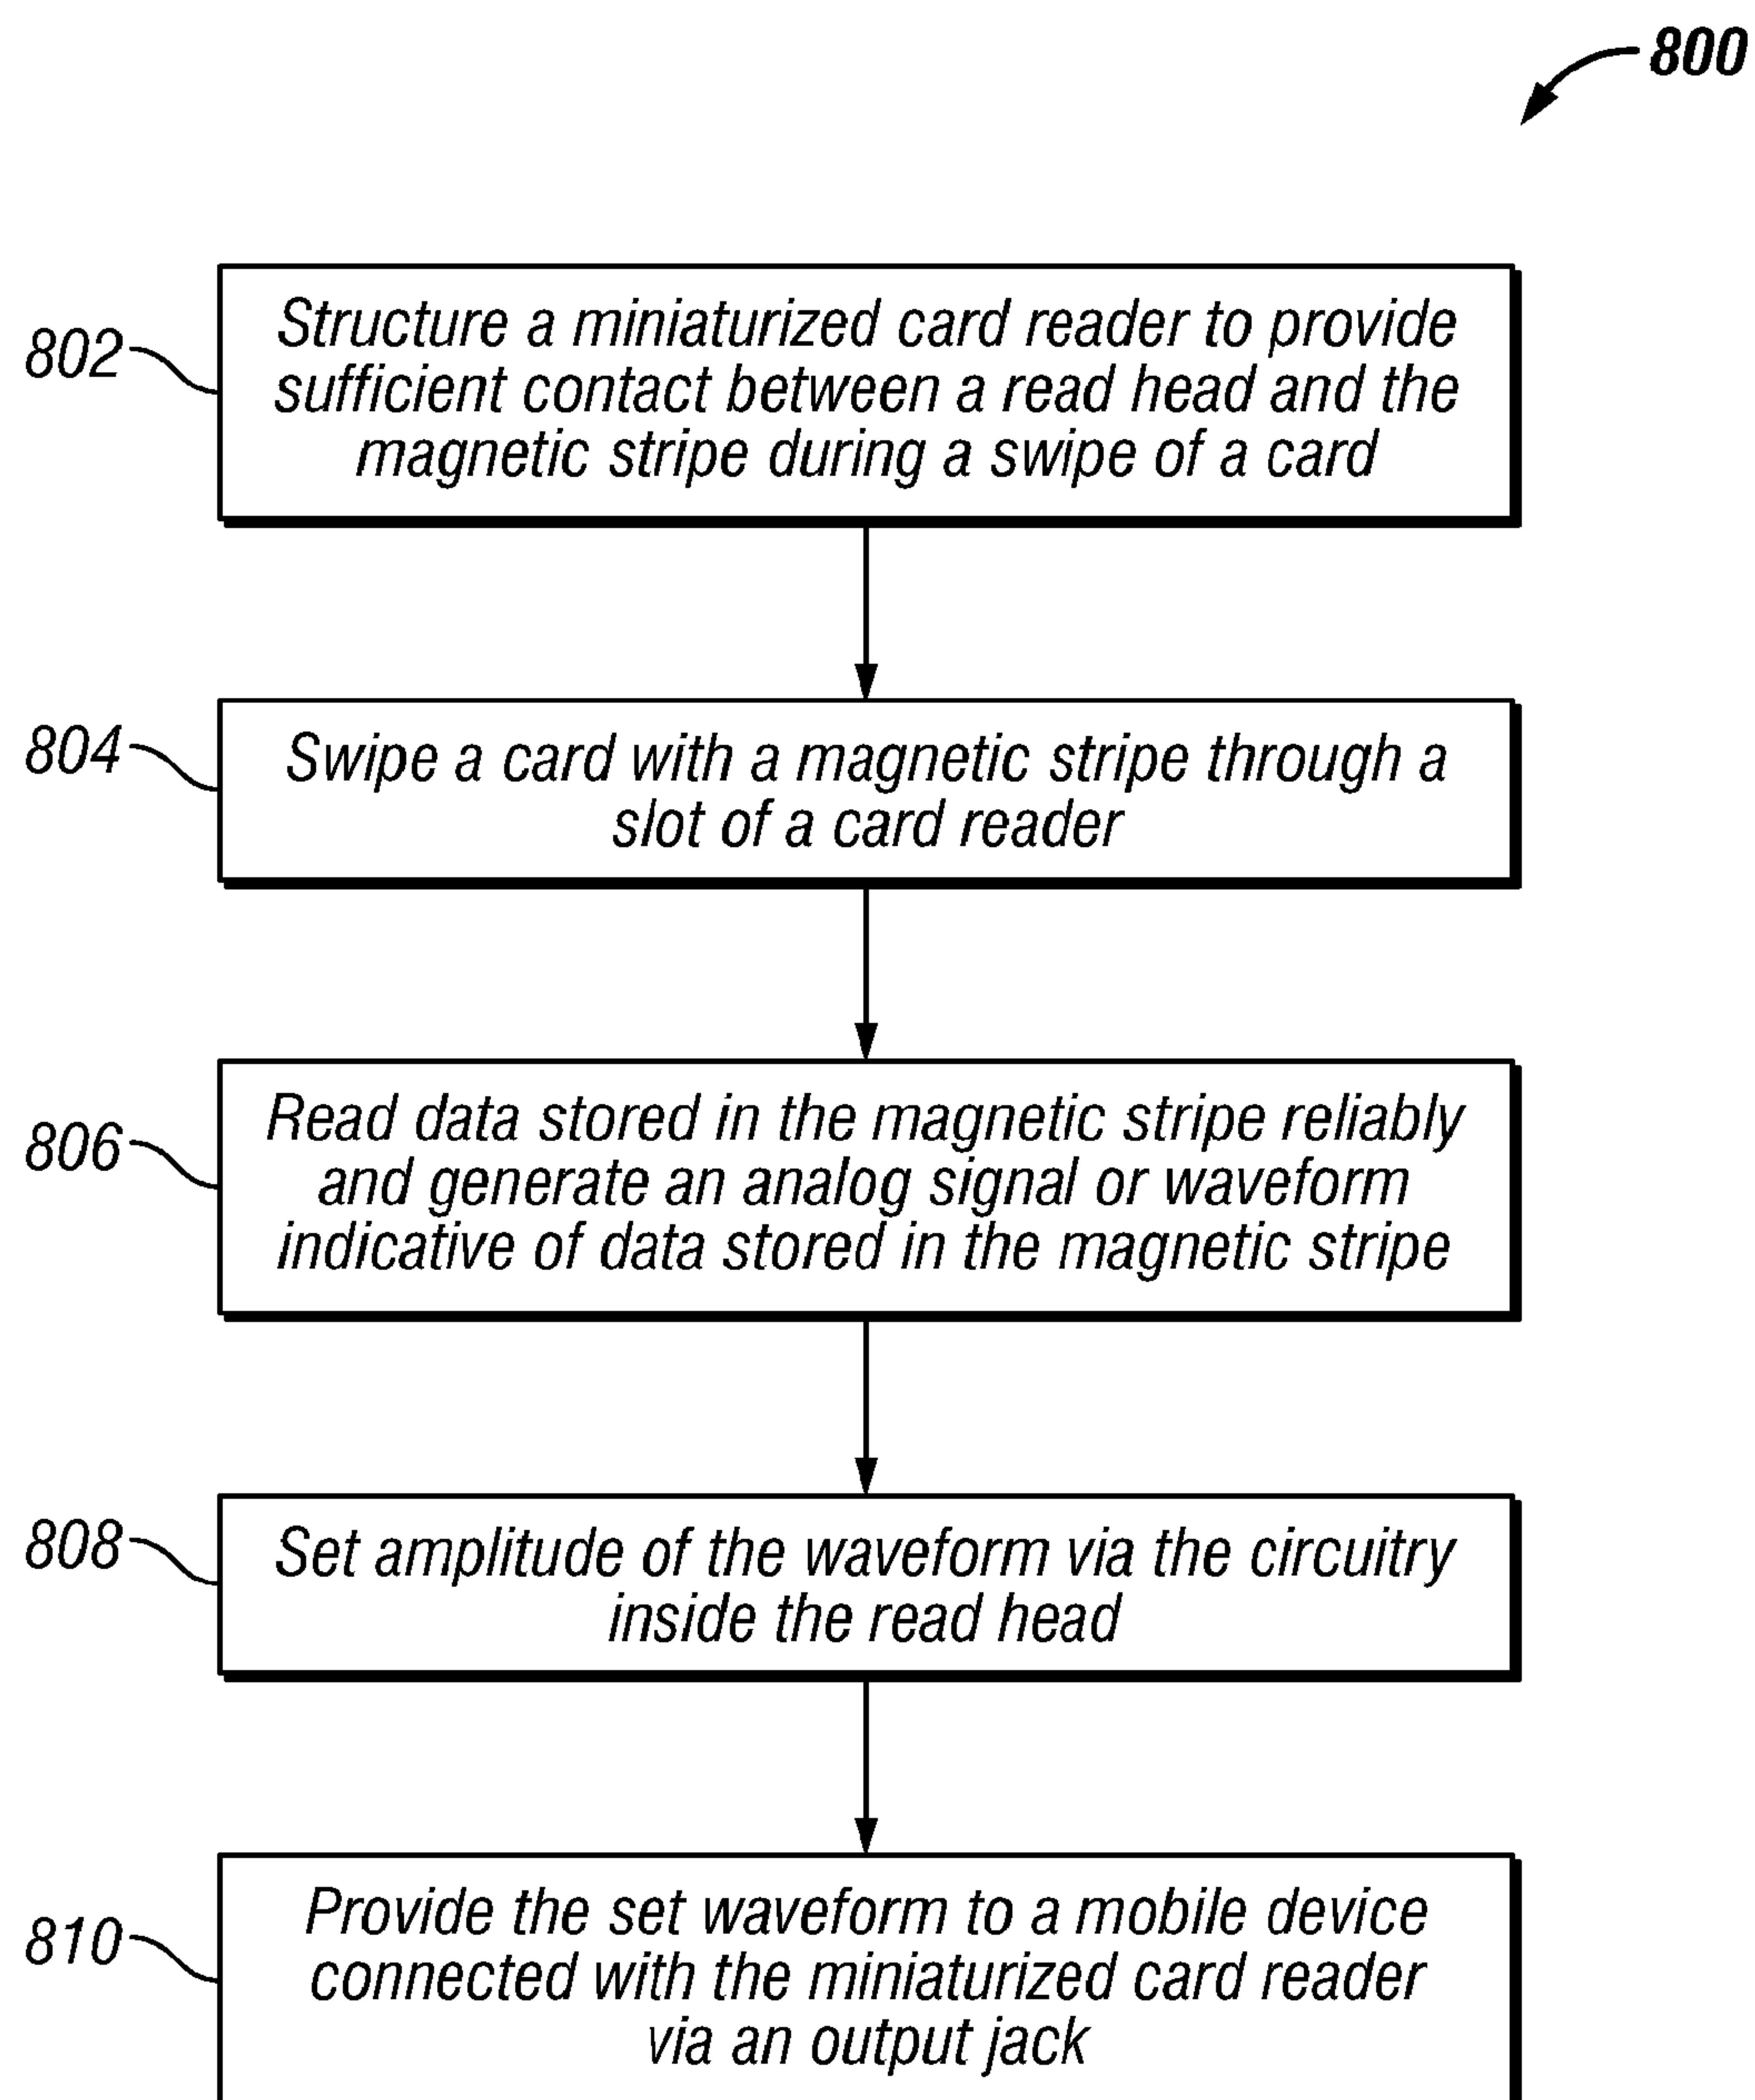 800
802
Structure a miniaturized card reader to provide
sufficient contact between a read head and the
magnetic stripe during a swipe of a card
804
Swipe a card with a magnetic stripe through a
slot of a card reader
806
Read data stored in the magnetic stripe reliably
and generate an analog signal or waveform
indicative of data stored in the magnetic stripe
808
Set amplitude of the waveform via the circuitry
inside the read head
810
Provide the set waveform to a mobile device
connected with the miniaturized card reader
via an output jack